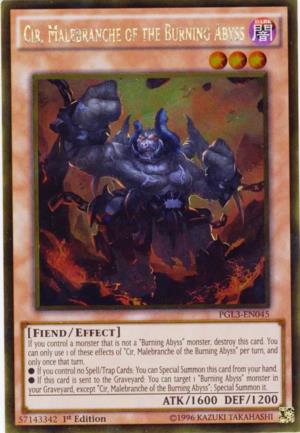 CIR, MALEBRANCHE OF THE BURNING ABYSS
DARK
闇
PGL3-EN045
[FIEND/EFFECT]
If you control a monster that is not a "Burning Abyss" monster, destroy this card. You
can only use 1 of these effects of "Cir, Malebranche of the Burning Abyss" per turn, and
only once that turn.
● If you control no Spell/Trap Cards: You can Special Summon this card from your hand.
● If this card is sent to the Graveyard: You can target 1 "Burning Abyss" monster in
your Graveyard, except "Cir, Malebranche of the Burning Abyss"; Special Summon it.
ATK/1600 DEF/1200
57143342 1st Edition ©1996 KAZUKI TAKAHASHI